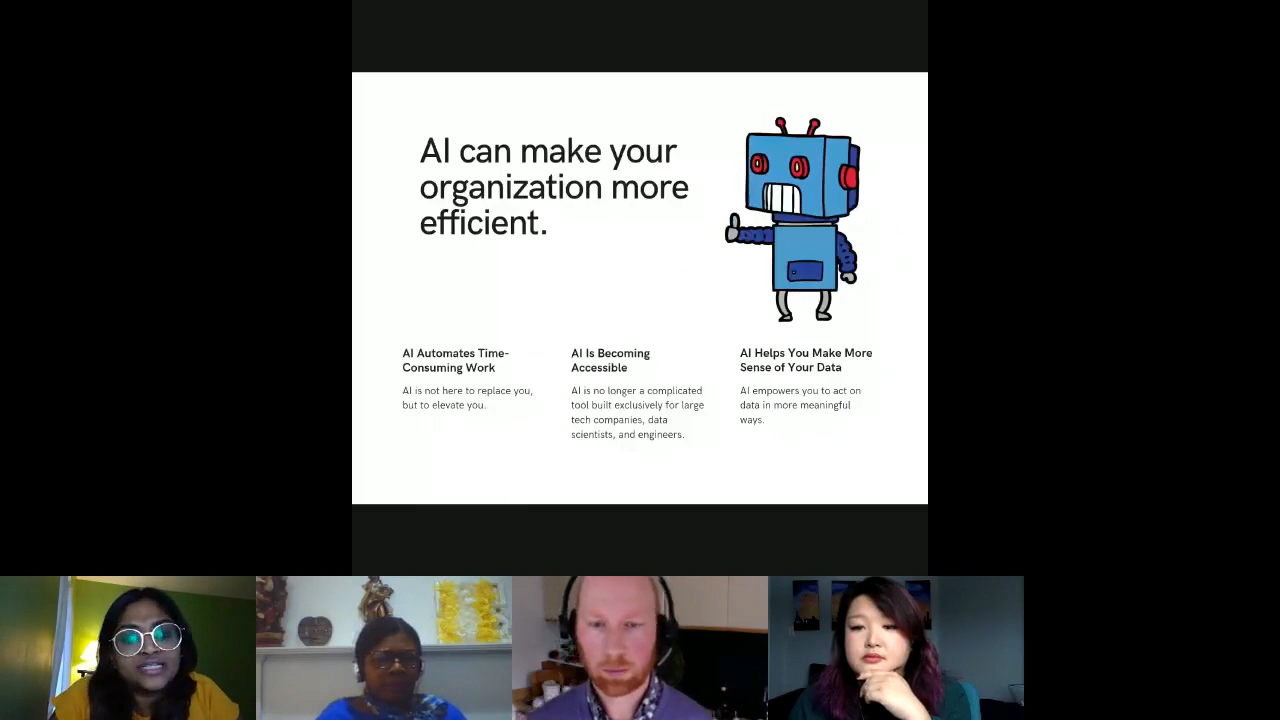 AI can make your
organization more
efficient.
AI Automates Time-
Consuming Work
AI is not here to replace you,
but to elevate you.
AI Is Becoming
Accessible
AI is no longer a complicated
tool built exclusively for large
tech companies, data
scientists, and engineers.
AI Helps You Make More
Sense of Your Data
AI empowers you to act on
data in more meaningful
ways.